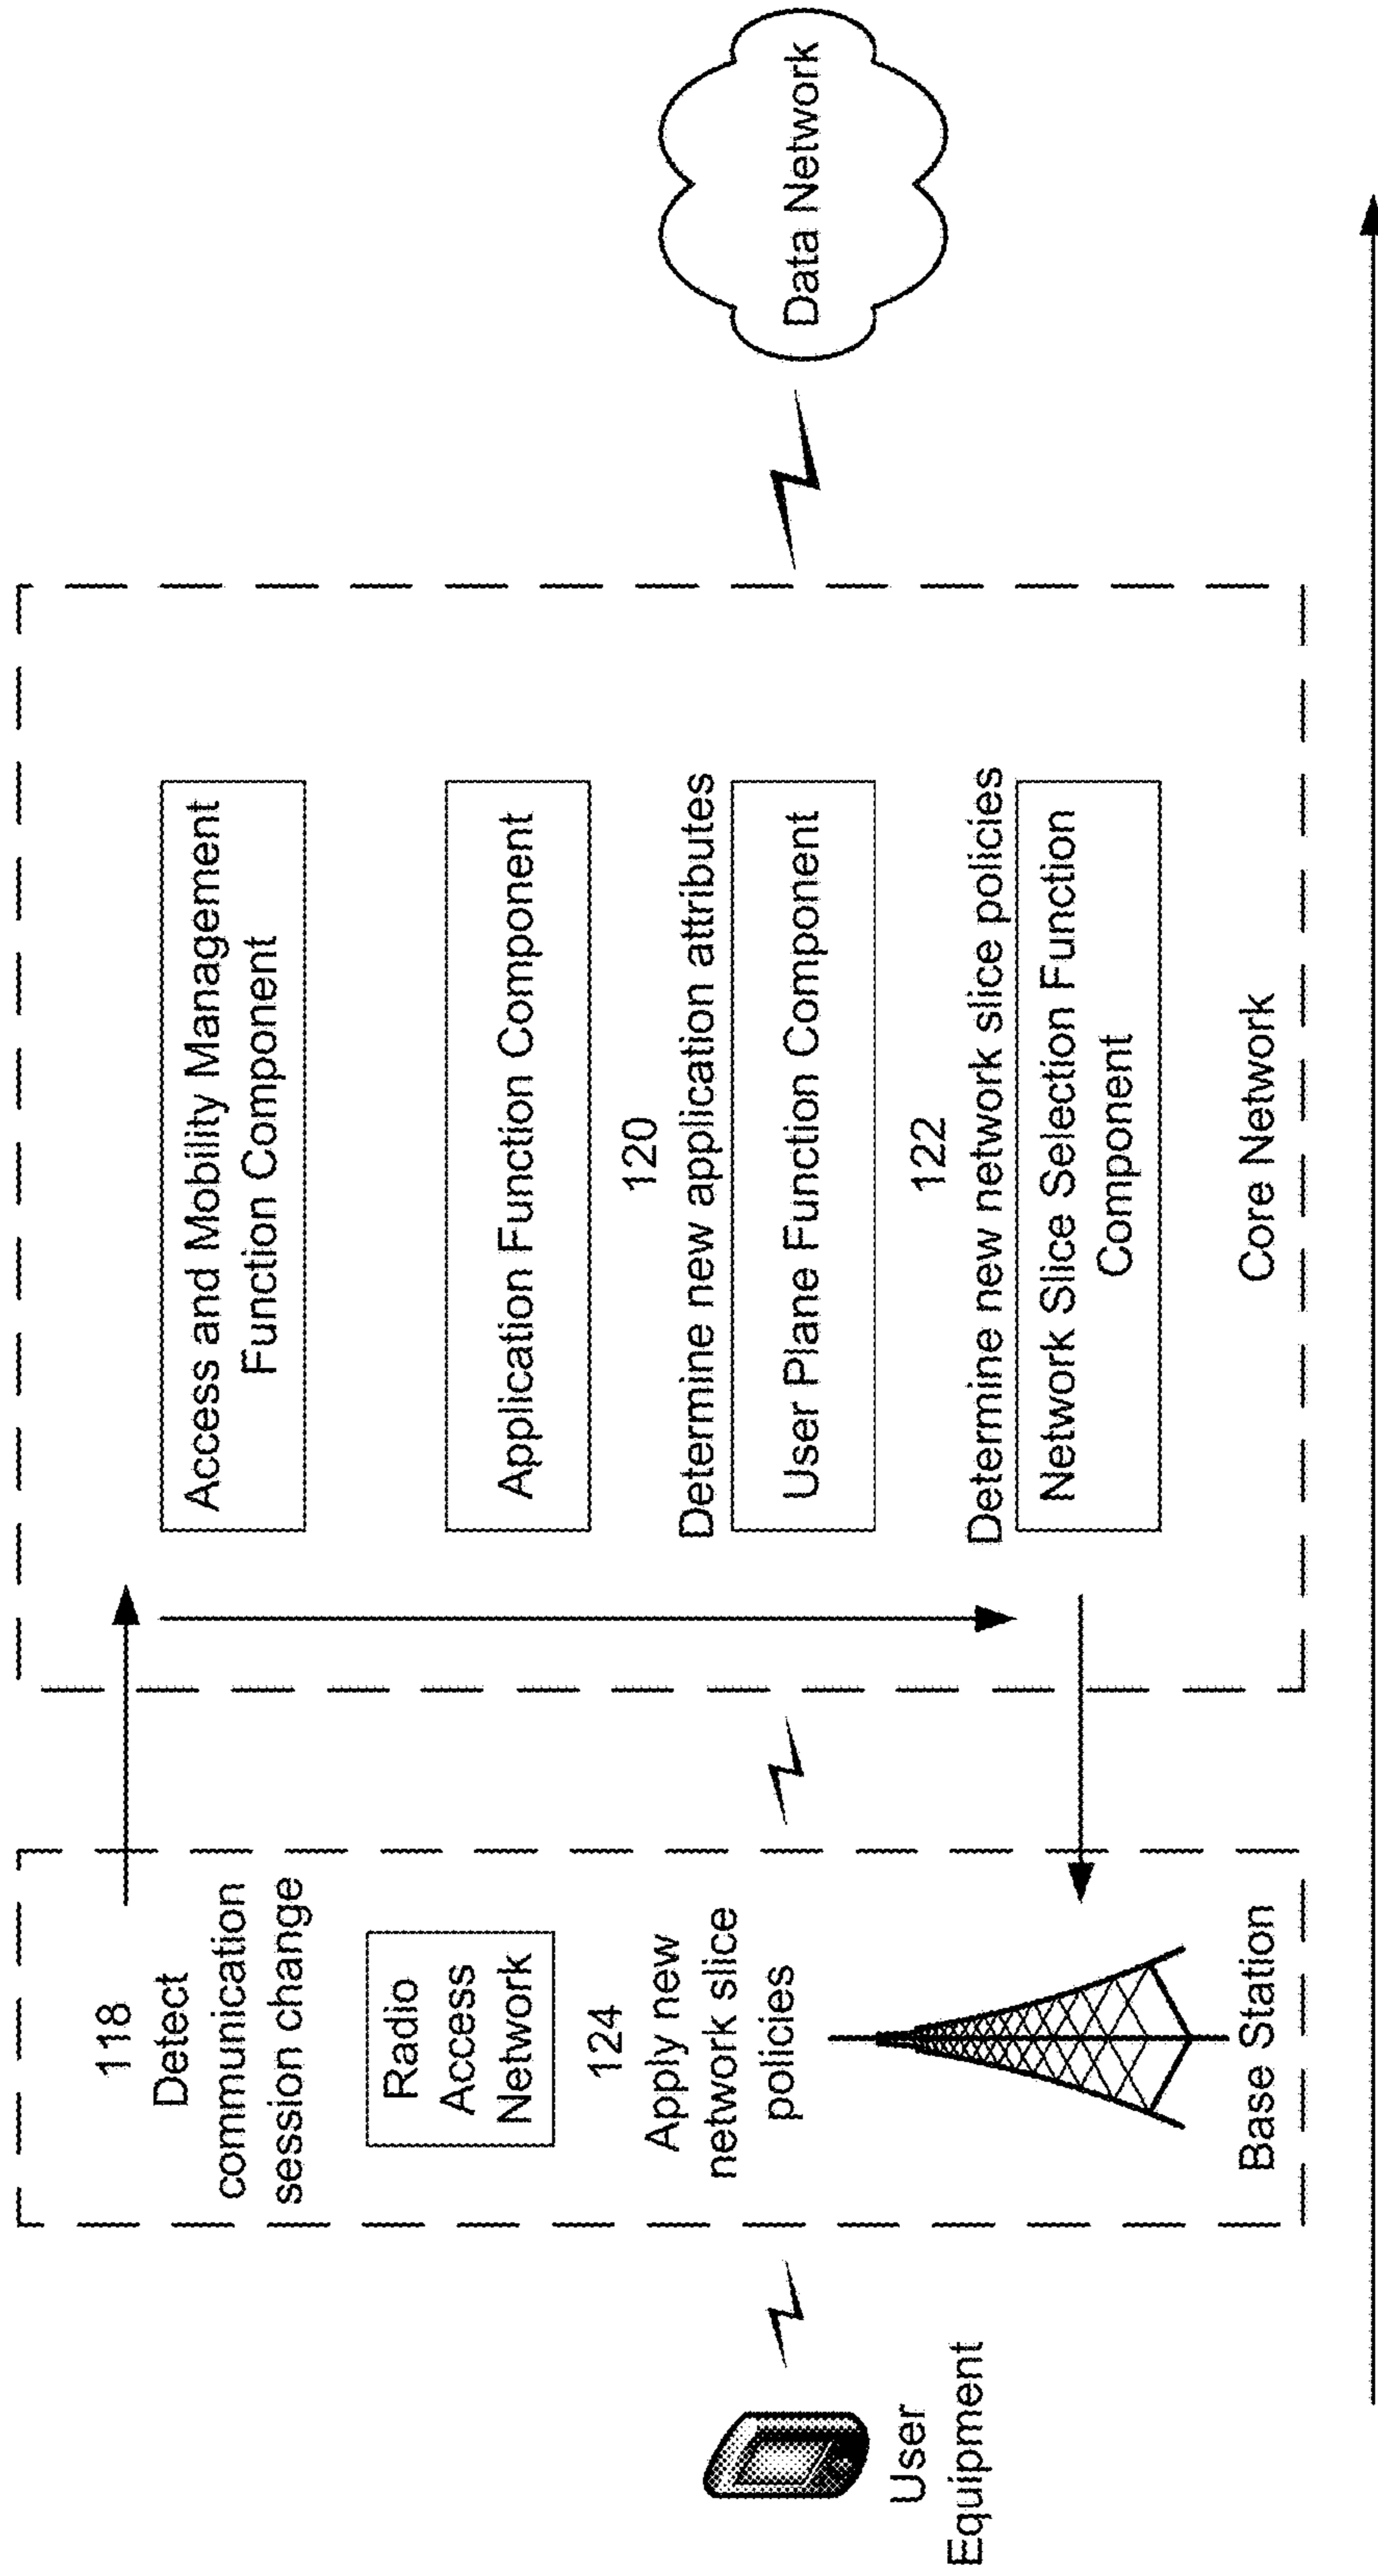 User
Equipment
118
Detect
communication
session change
Radio
Access
Network
124
Apply new
network slice
policies
Base Station
Access and Mobility Management
Function Component
Application Function Component
120
Determine new application attributes
User Plane Function Component
122
Determine new network slice policies
Network Slice Selection Function
Component
Core Network
Data Network